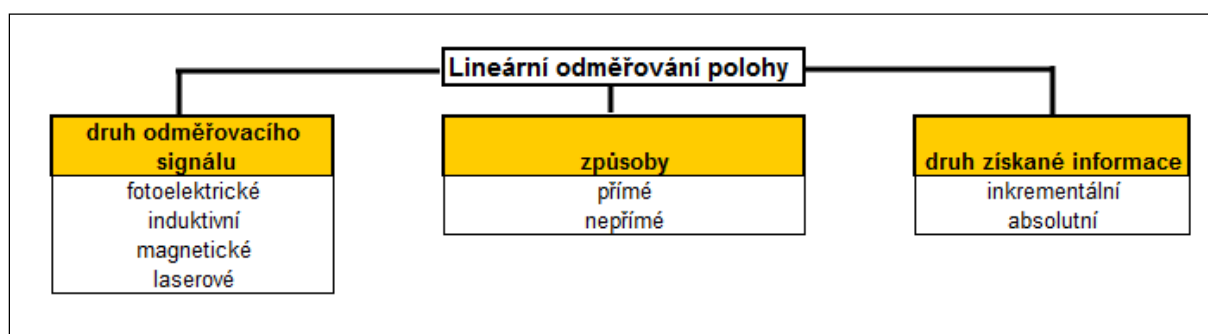 Lineární odměřování polohy
druh odměřovacího
signálu
fotoelektrické
induktivní
magnetické
laserové
způsoby
přímé
nepřímé
druh získané informace
inkrementální
absolutní